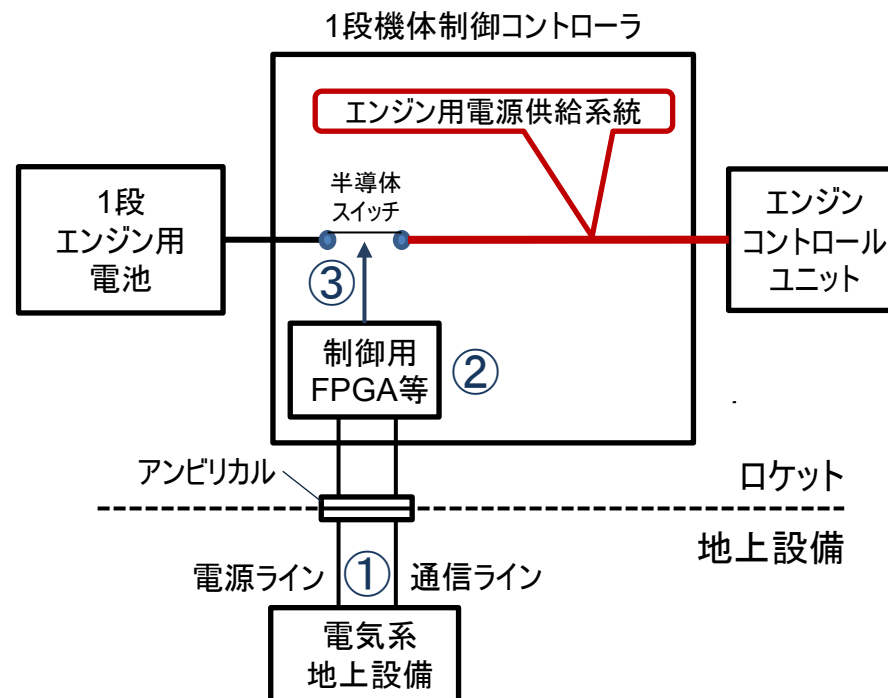 1段機体制御コントローラ
エンジン用電源供給系統
1段
エンジン用
電池
半導体
スイッチ
エンジン
コントロール
ユニット
③
制御用
FPGA等
②
アンビリカル
ロケット
地上設備
電源ライン
①
通信ライン
電気系
地上設備